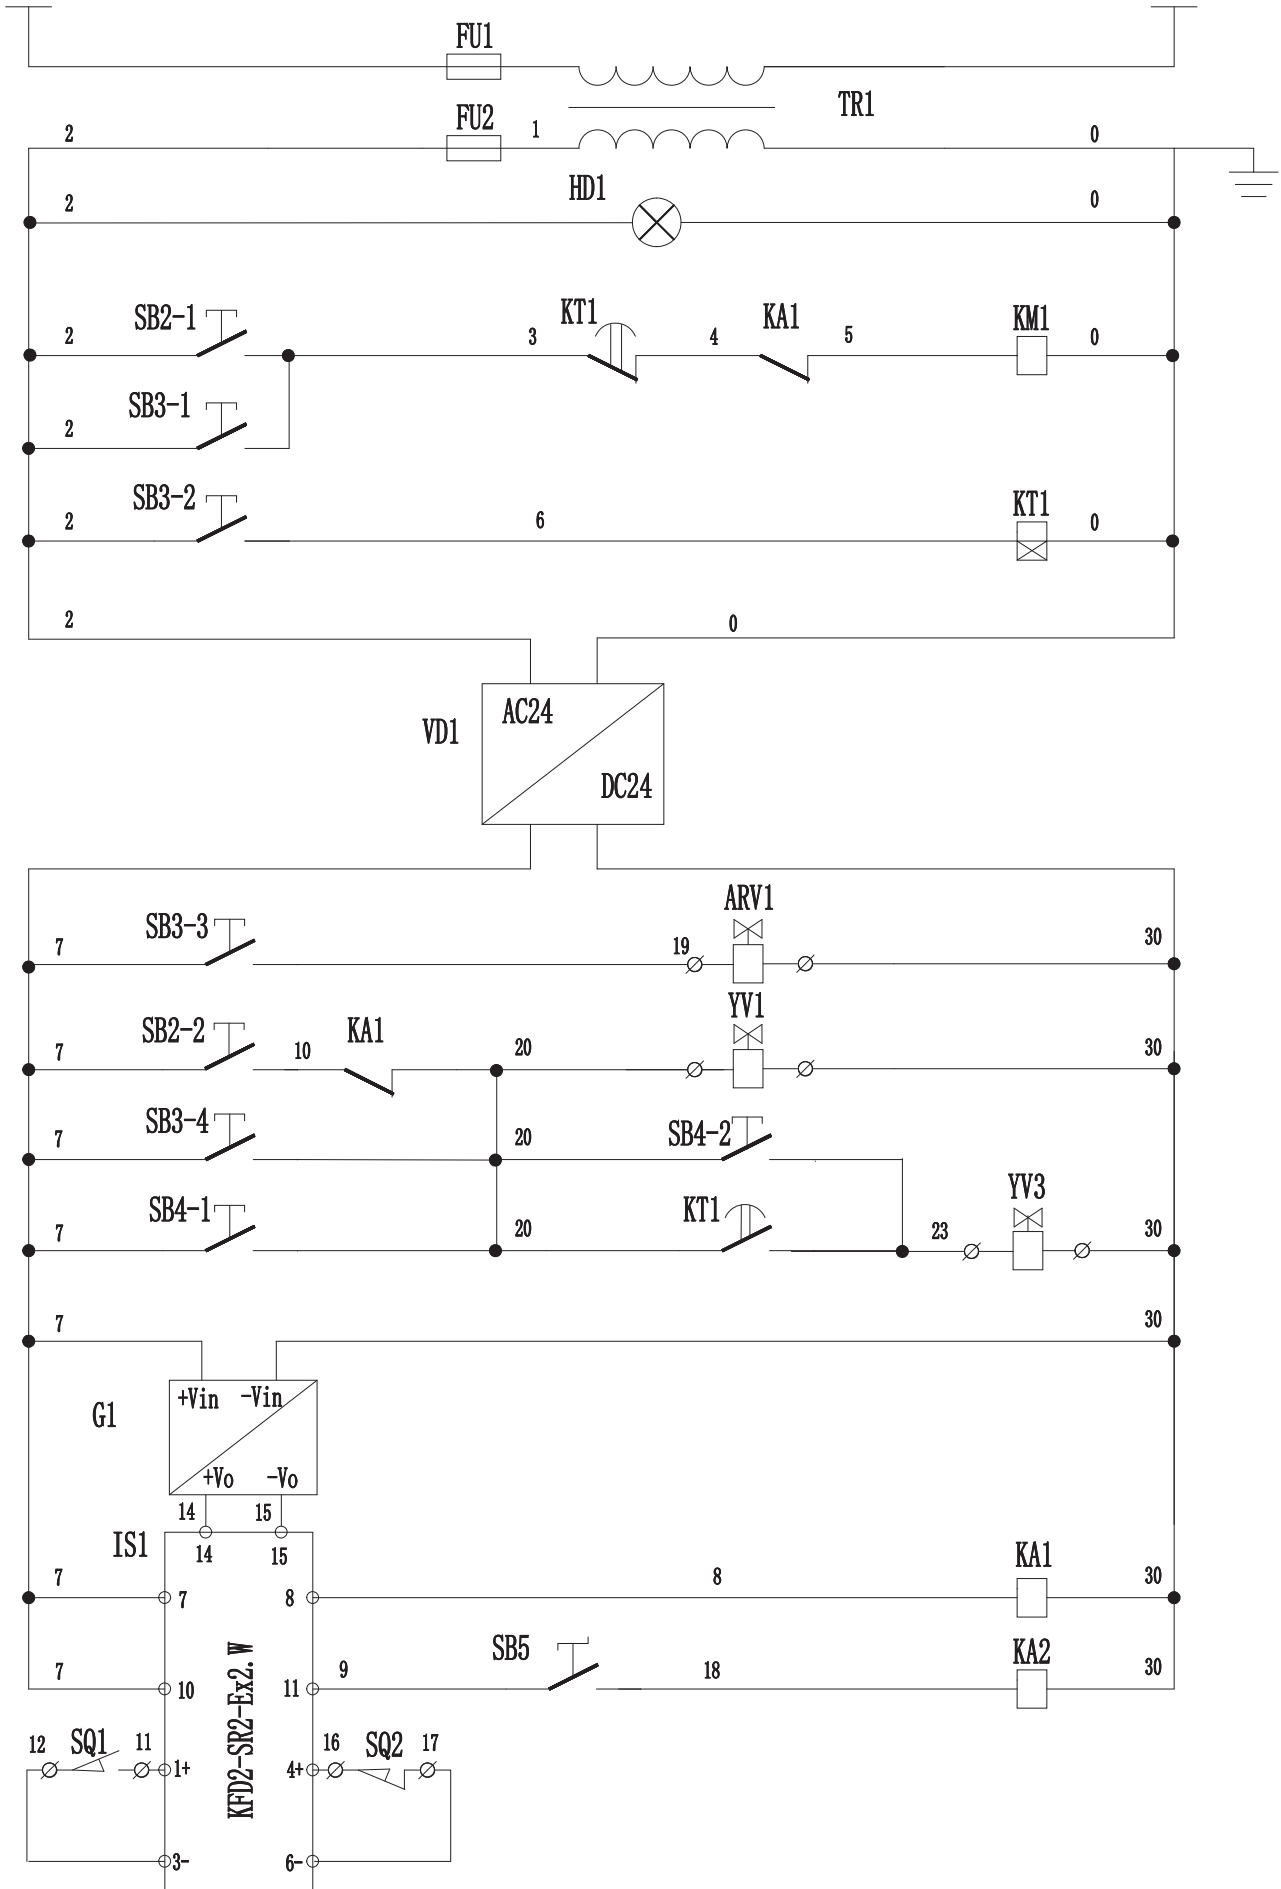 FU1
TR1
2 FU2 1 0
2 HD1 0
SB2-1 KT1 KA1 KM1
2 3 4 5 0
SB3-1
2
SB3-2 KT1
2 6 0
2 0
AC24
VD1
DC24
ARV1
SB3-3
7 19 30
YV1
SB2-2 KA1
7 10 20 30
SB3-4 SB4-2
7 20
SB4-1 KT1 YV3
7 20 23 30
7 30
+Vin -Vin
G1
+Vo -Vo
14 15
IS1 14 15 KA1
7 8 30
7 8
SB5 KA2
7 9 18 30
10 11
KFD2-SR2-Ex2.W
12 SQ1 11 16 SQ2 17
1+ 4+
3- 6-